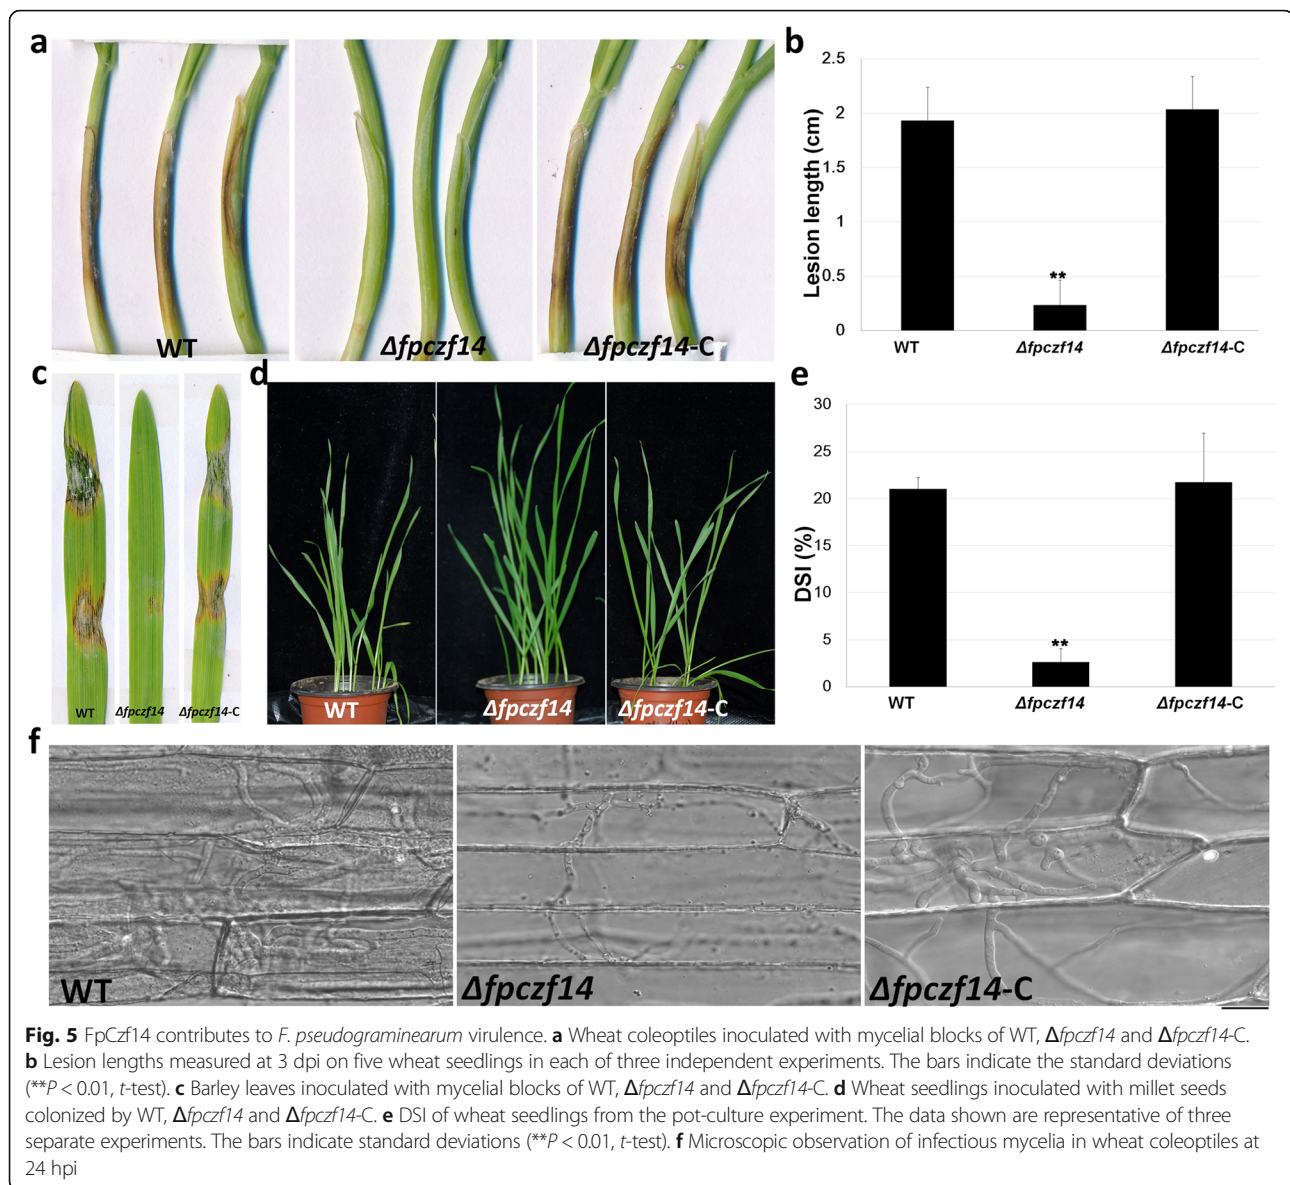 a
WT
Δfpczf14
Δfpczf14-C
b
Lesion length (cm)
2.5
2
1.5
1
0.5
0
**
WT
Δfpczf14
Δfpczf14-C
c
WT
Δfpczf14
Δfpczf14-C
d
WT
Δfpczf14
Δfpczf14-C
e
DSI (%)
30
25
20
15
10
5
0
**
WT
Δfpczf14
Δfpczf14-C
f
WT
Δfpczf14
Δfpczf14-C
Fig. 5 FpCzf14 contributes to F. pseudograminearum virulence. a Wheat coleoptiles inoculated with mycelial blocks of WT, Δfpczf14 and Δfpczf14-C.
b Lesion lengths measured at 3 dpi on five wheat seedlings in each of three independent experiments. The bars indicate the standard deviations
(**P < 0.01, t-test). c Barley leaves inoculated with mycelial blocks of WT, Δfpczf14 and Δfpczf14-C. d Wheat seedlings inoculated with millet seeds
colonized by WT, Δfpczf14 and Δfpczf14-C. e DSI of wheat seedlings from the pot-culture experiment. The data shown are representative of three
separate experiments. The bars indicate standard deviations (**P < 0.01, t-test). f Microscopic observation of infectious mycelia in wheat coleoptiles at
24 hpi